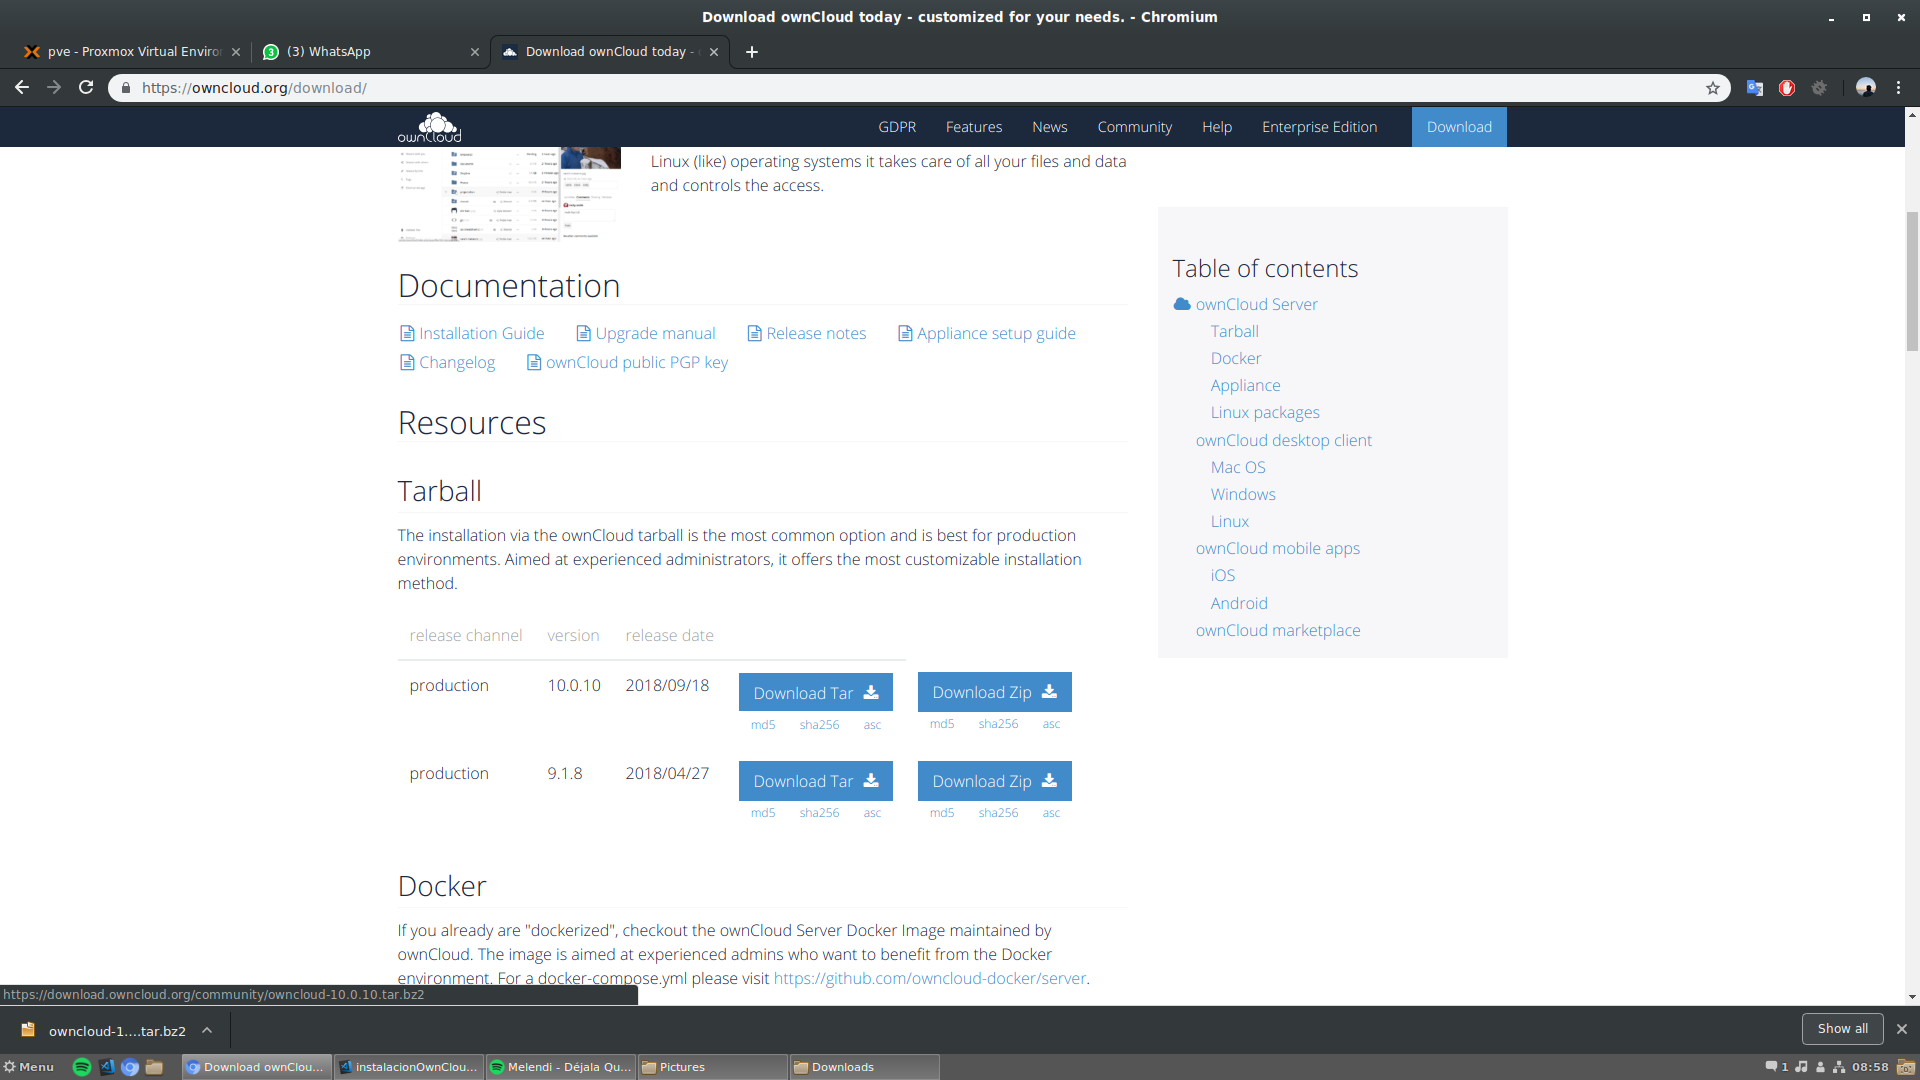 Download ownCloud today - customized for your needs. - Chromium
pve - Proxmox Virtual Enviro
(3) WhatsApp
Download ownCloud today -
https://owncloud.org/download/
ownCloud
GDPR Features News Community Help Enterprise Edition Download
Linux (like) operating systems it takes care of all your files and data
and controls the access.
Documentation
Installation Guide Upgrade manual Release notes Appliance setup guide
Changelog ownCloud public PGP key
Resources
Tarball
The installation via the ownCloud tarball is the most common option and is best for production
environments. Aimed at experienced administrators, it offers the most customizable installation
method.
release channel version release date
production 10.0.10 2018/09/18 Download Tar Download Zip
md5 sha256 asc md5 sha256 asc
production 9.1.8 2018/04/27 Download Tar Download Zip
md5 sha256 asc md5 sha256 asc
Docker
If you already are "dockerized", checkout the ownCloud Server Docker Image maintained by
ownCloud. The image is aimed at experienced admins who want to benefit from the Docker
environment. For a docker-compose.yml please visit https://github.com/owncloud-docker/server.
Table of contents
ownCloud Server
Tarball
Docker
Appliance
Linux packages
ownCloud desktop client
Mac OS
Windows
Linux
ownCloud mobile apps
iOS
Android
ownCloud marketplace
https://download.owncloud.org/community/owncloud-10.0.10.tar.bz2
owncloud-1....tar.bz2
Show all
Menu
Download ownClou...
instalacionOwnClou...
Melendi - Déjala Qu...
Pictures
Downloads
1
08:58